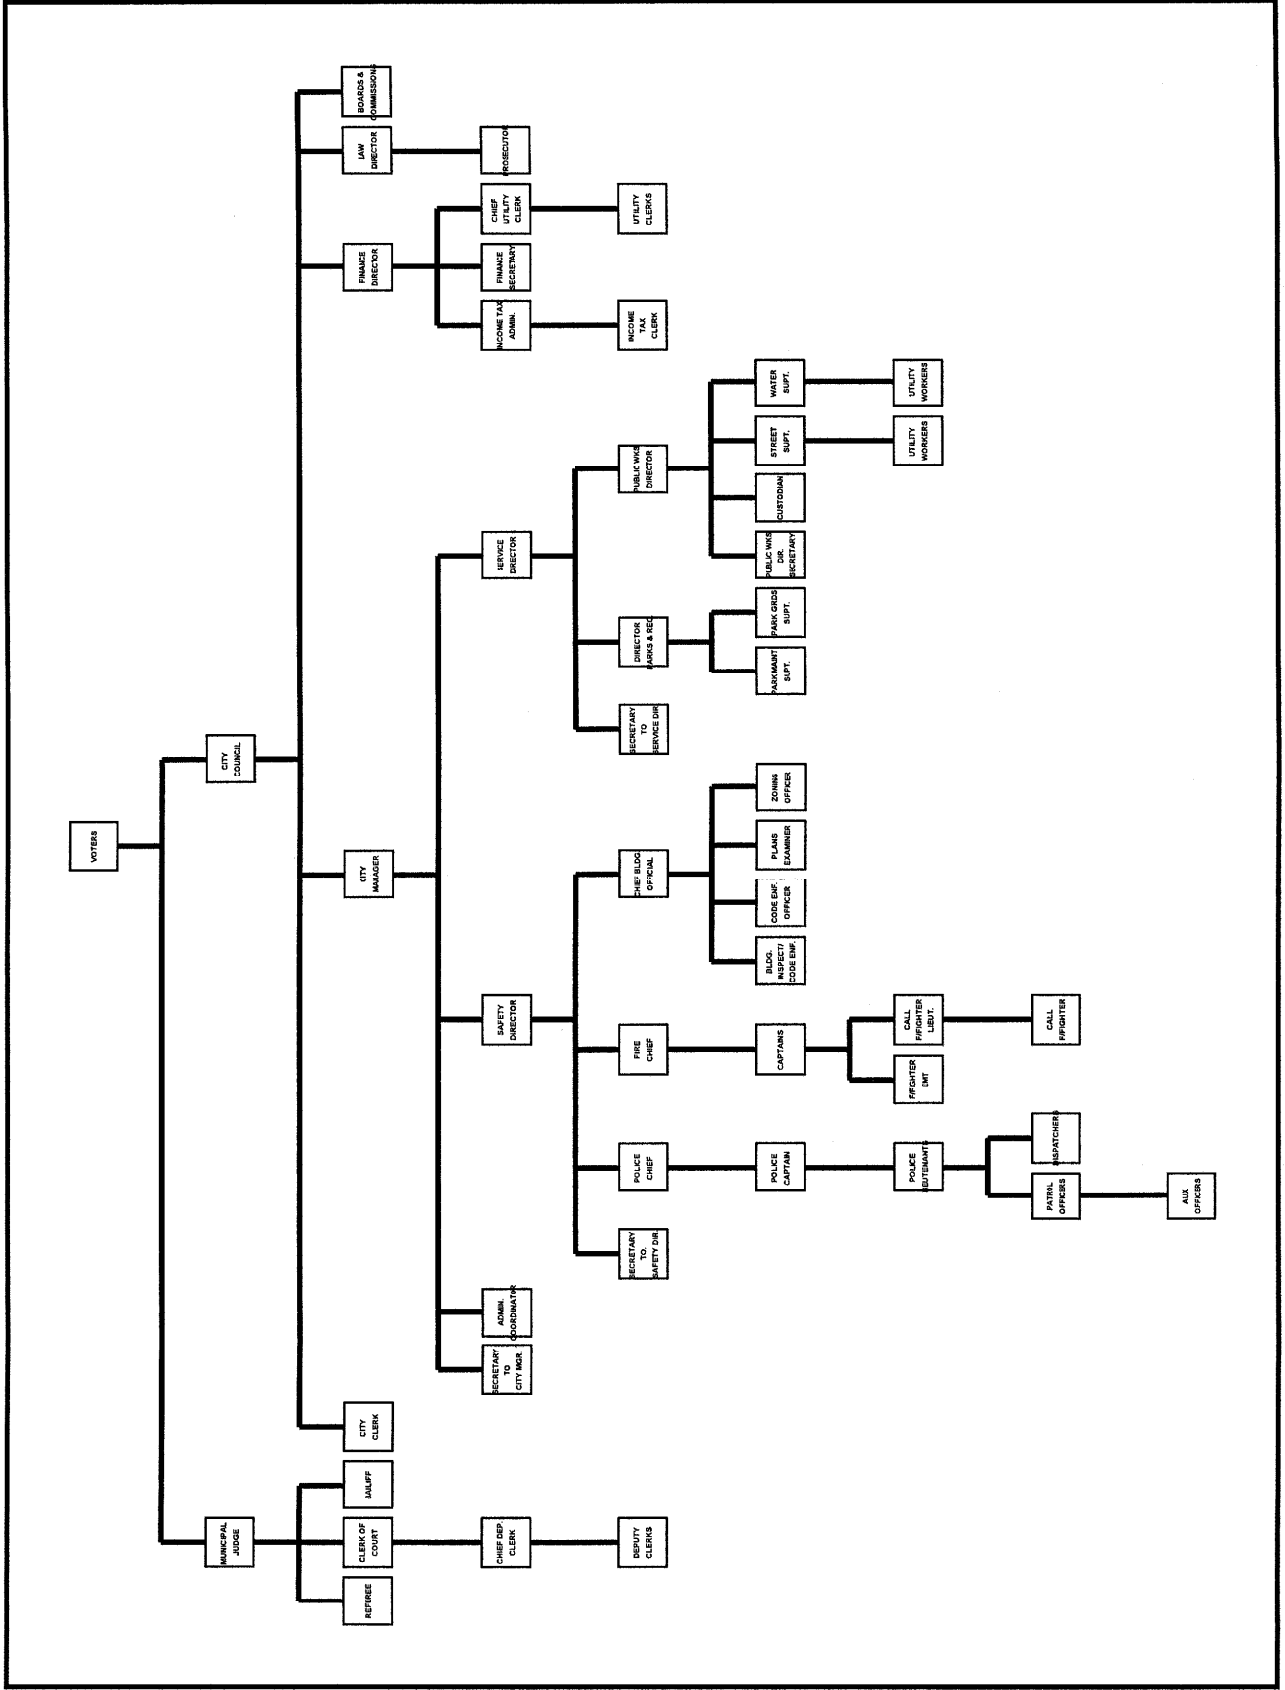 VOTERS
MUNICIPAL
JUDGE
CITY
COUNCIL
REFEREE
CLERK OF
COURT
BAILIFF
CITY
CLERK
CITY
MANAGER
FINANCE
DIRECTOR
LAW
DIRECTOR
BOARDS &
COMMISSIONS
CHIEF DEP.
CLERK
SECRETARY
TO
CITY MGR.
ADMIN.
COORDINATOR
SAFETY
DIRECTOR
SERVICE
DIRECTOR
INCOME TAX
ADMIN.
FINANCE
SECRETARY
CHIEF
UTILITY
CLERK
PROSECUTOR
DEPUTY
CLERKS
SECRETARY
TO.
SAFETY DIR.
POLICE
CHIEF
FIRE
CHIEF
CHIEF BLDG.
OFFICIAL
SECRETARY
TO
SERVICE DIR.
DIRECTOR
PARKS & REC.
PUBLIC WKS
DIRECTOR
INCOME
TAX
CLERK
UTILITY
CLERKS
POLICE
CAPTAIN
CAPTAINS
BLDG.
INSPECT/
CODE ENF.
CODE ENF.
OFFICER
PLANS
EXAMINER
ZONING
OFFICER
PARK MAINT
SUPT.
PARK GRDS
SUPT.
PUBLIC WKS
DIR.
SECRETARY
CUSTODIAN
STREET
SUPT.
WATER
SUPT.
POLICE
LIEUTENANTS
F/FIGHTER
EMT
CALL
F/FIGHTER
LIEUT.
UTILITY
WORKERS
UTILITY
WORKERS
PATROL
OFFICERS
DISPATCHERS
CALL
F/FIGHTER
AUX
OFFICERS